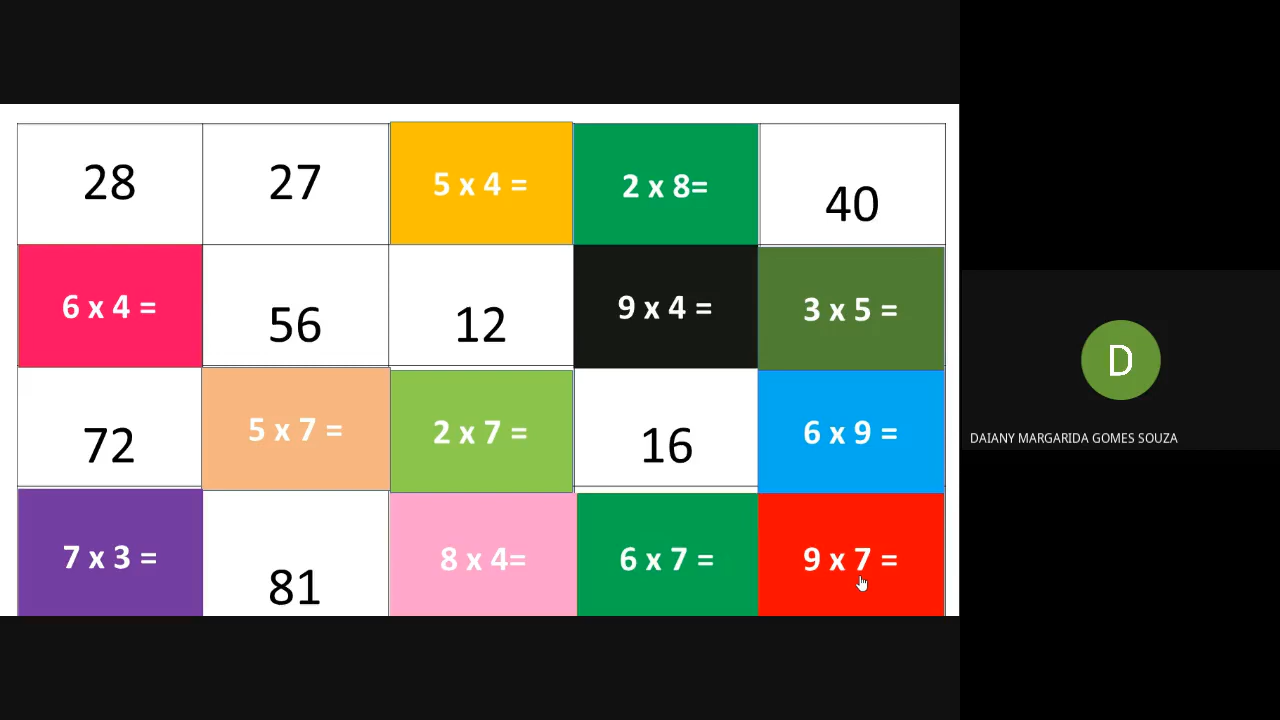 28 27 5 x 4 = 2 x 8= 40
6 x 4 = 56 12 9 x 4 = 3 x 5 =
72 5 x 7 = 2 x 7 = 16 6 x 9 =
7 x 3 = 81 8 x 4= 6 x 7 = 9 x 7 =
D
DAIANY MARGARIDA GOMES SOUZA